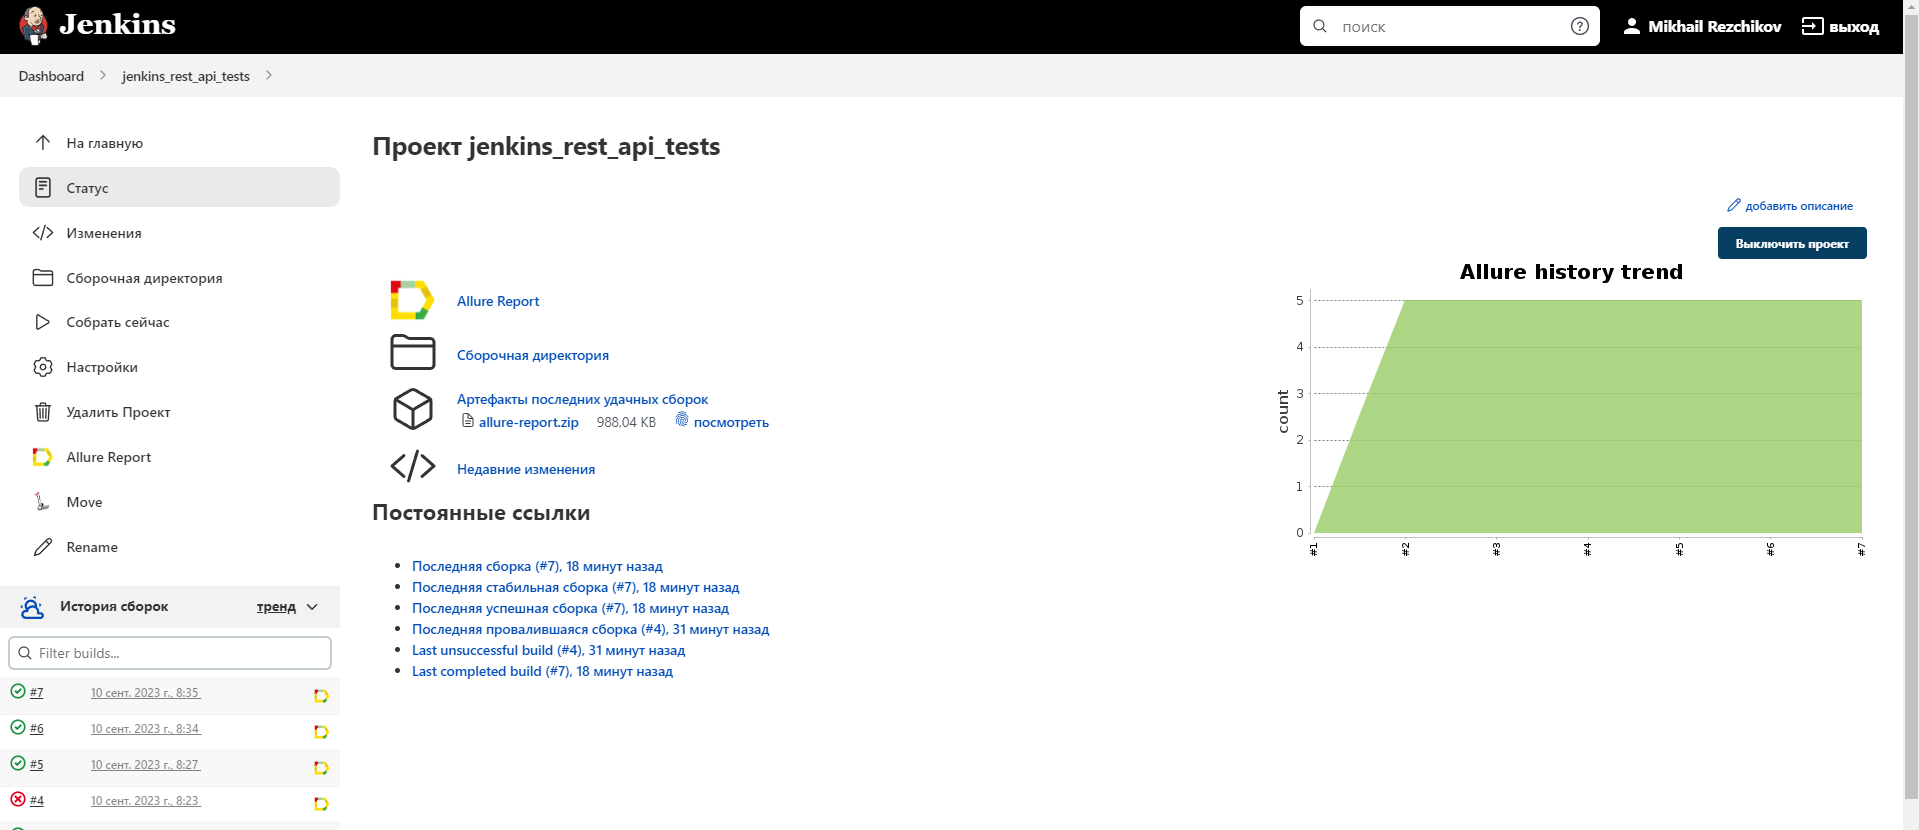 Jenkins
поиск
Mikhail Rezchikov
выход
Dashboard
jenkins_rest_api_tests
На главную
Статус
Изменения
Сборочная директория
Собрать сейчас
Настройки
Удалить Проект
Allure Report
Move
Rename
История сборок
тренд
Filter builds...
#7 10 сент. 2023 г., 8:35
#6 10 сент. 2023 г., 8:34
#5 10 сент. 2023 г., 8:27
#4 10 сент. 2023 г., 8:23
Проект jenkins_rest_api_tests
добавить описание
Выключить проект
Allure Report
Сборочная директория
Артефакты последних удачных сборок
allure-report.zip 988,04 KB посмотреть
Недавние изменения
Постоянные ссылки
Последняя сборка (#7), 18 минут назад
Последняя стабильная сборка (#7), 18 минут назад
Последняя успешная сборка (#7), 18 минут назад
Последняя провалившаяся сборка (#4), 31 минут назад
Last unsuccessful build (#4), 31 минут назад
Last completed build (#7), 18 минут назад
Allure history trend
count
5
4
3
2
1
0
#1 #2 #3 #4 #5 #6 #7